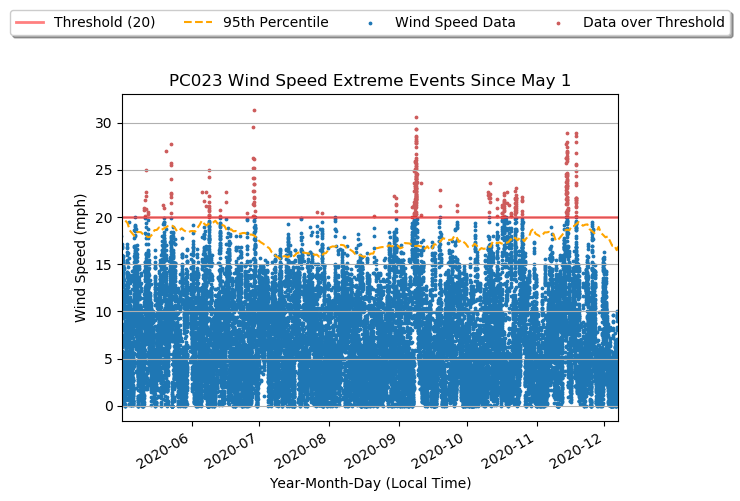 Threshold (20) 95th Percentile Wind Speed Data Data over Threshold
PC023 Wind Speed Extreme Events Since May 1
Wind Speed (mph)
30
25
20
15
10
5
0
2020-06 2020-07 2020-08 2020-09 2020-10 2020-11 2020-12
Year-Month-Day (Local Time)